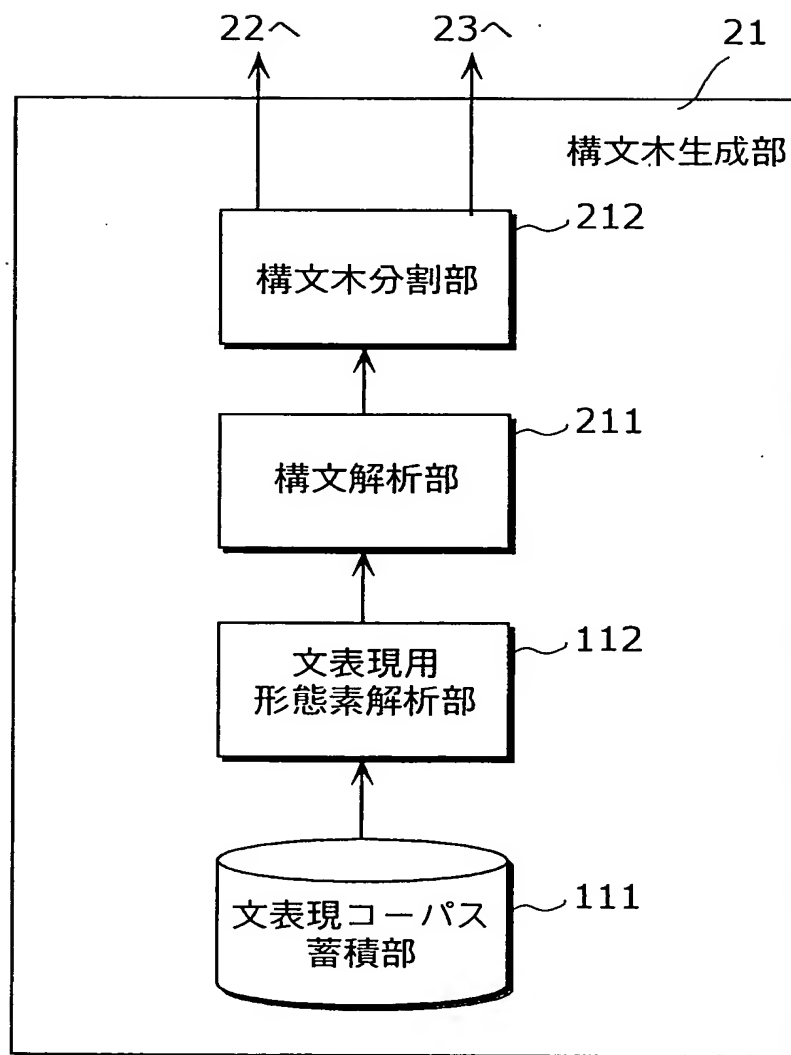 22へ
23へ
21
構文木生成部
212
構文木分割部
211
構文解析部
112
文表現用
形態素解析部
111
文表現コーパス
蓄積部